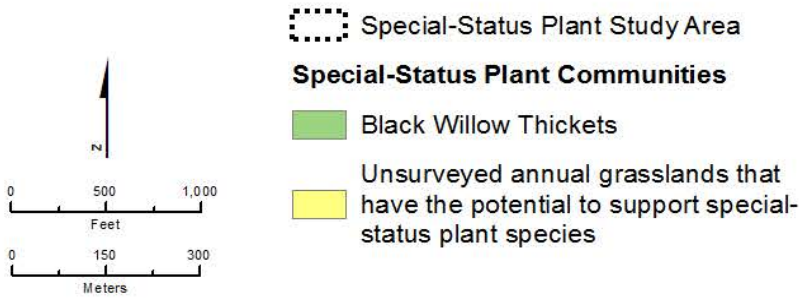 Special-Status Plant Study Area
Special-Status Plant Communities
Black Willow Thickets
Unsurveyed annual grasslands that
have the potential to support special-
status plant species
N
0 500 1,000
Feet
0 150 300
Meters